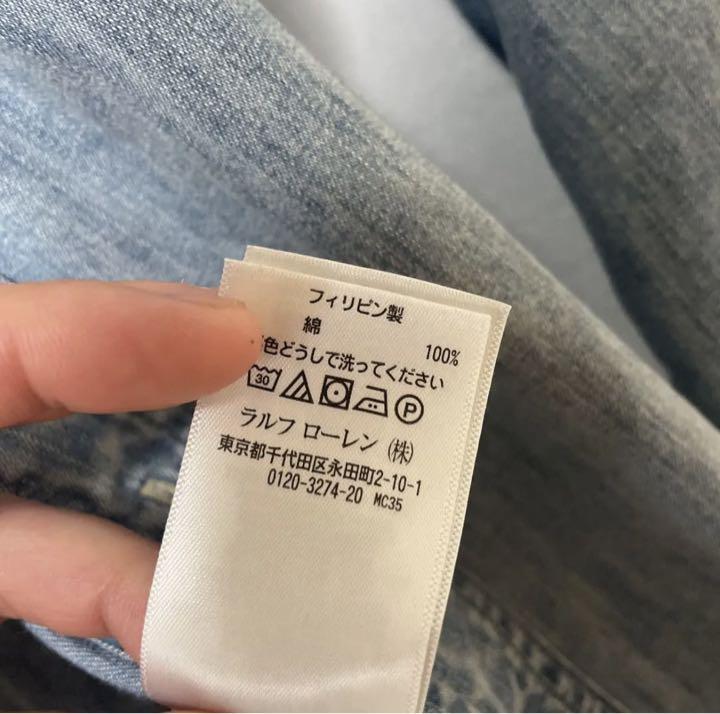 フィリピン製
綿 100%
色どうしで洗ってください
30 P
ラルフ ローレン (株)
東京都千代田区永田町2-10-1
0120-3274-20 MC35